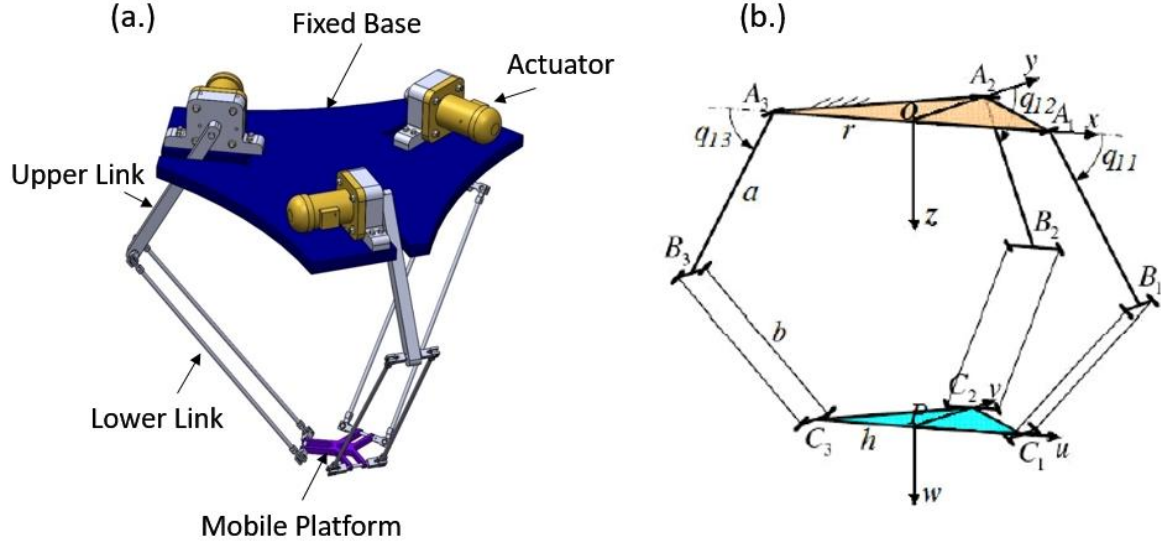 (a.)
Fixed Base
Actuator
Upper Link
Lower Link
Mobile Platform
(b.)
y
A₂
q₁₂
A₃
o
A₁
x
r
q₁₃
q₁₁
a
z
B₂
B₃
B₁
b
C₂
v
P
C₃
h
C₁
u
w